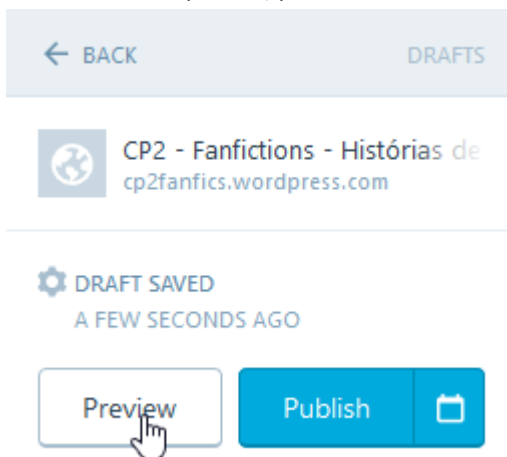 BACK DRAFTS
CP2 - Fanfictions - Histórias de
cp2fanfics.wordpress.com
DRAFT SAVED
A FEW SECONDS AGO
Preview Publish